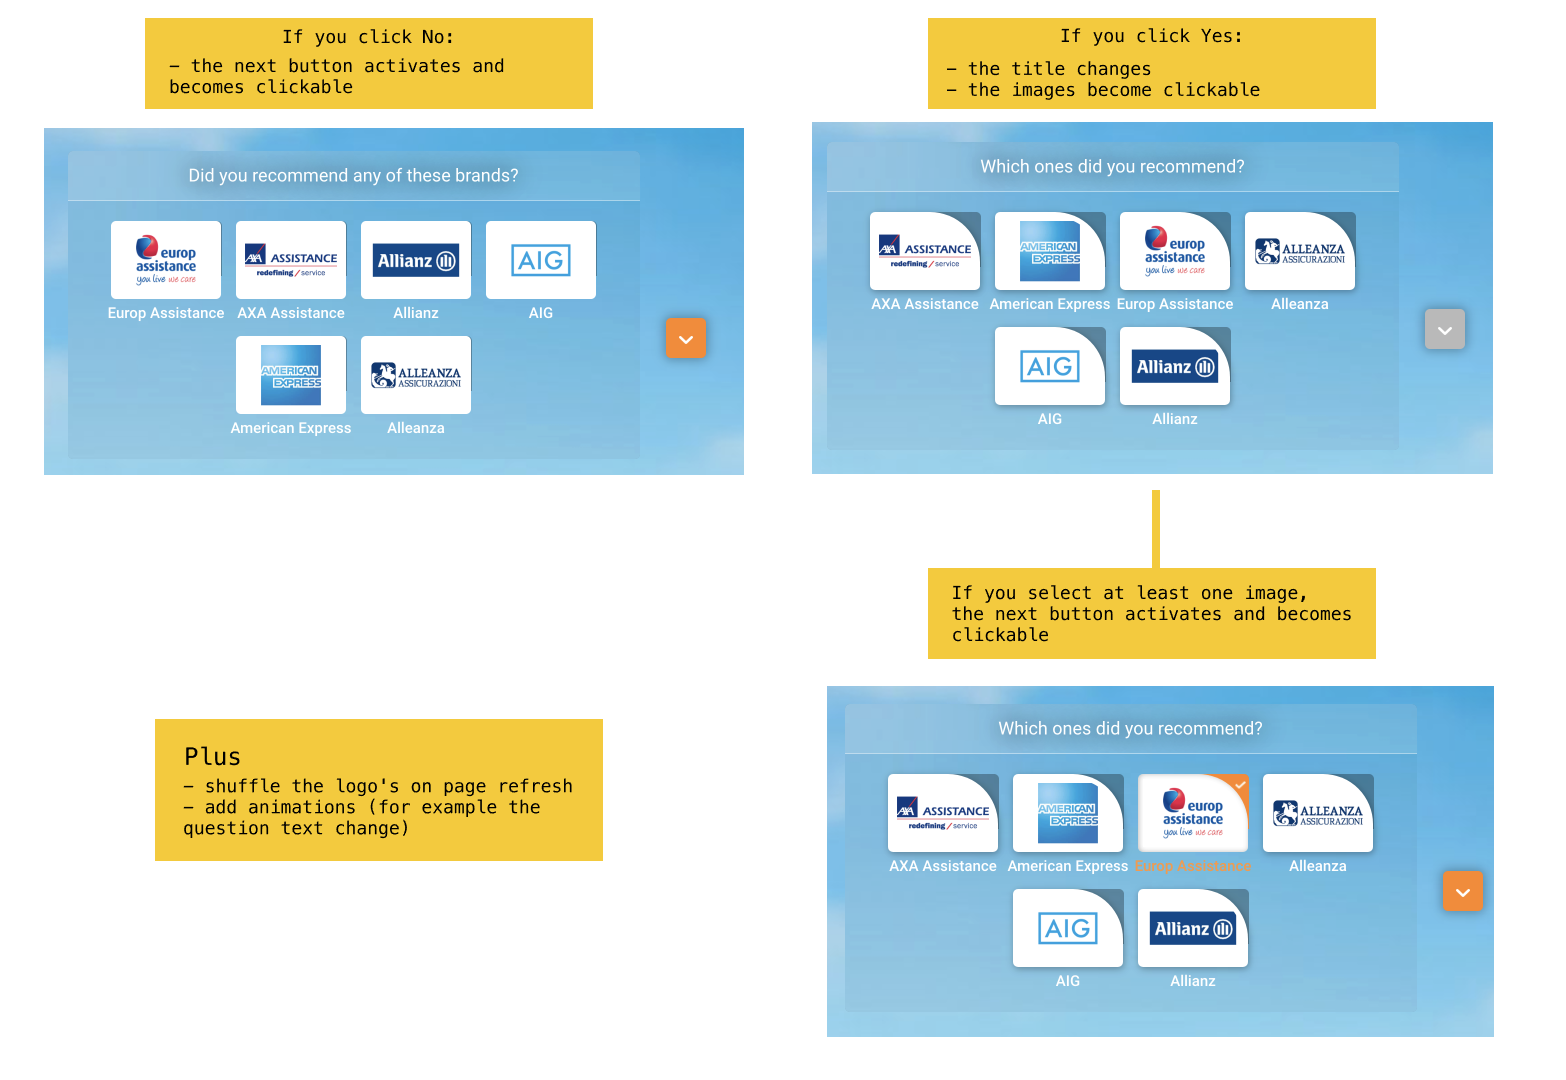 If you click No:
– the next button activates and
becomes clickable
Did you recommend any of these brands?
europ
assistance
you live we care
AXA ASSISTANCE
redefining / service
Allianz
AIG
Europ Assistance
AXA Assistance
Allianz
AIG
AMERICAN
EXPRESS
ALLEANZA
ASSICURAZIONI
American Express
Alleanza
If you click Yes:
– the title changes
– the images become clickable
Which ones did you recommend?
AXA ASSISTANCE
redefining / service
AMERICAN
EXPRESS
europ
assistance
you live we care
ALLEANZA
ASSICURAZIONI
AXA Assistance
American Express
Europ Assistance
Alleanza
AIG
Allianz
AIG
Allianz
If you select at least one image,
the next button activates and becomes
clickable
Plus
– shuffle the logo's on page refresh
– add animations (for example the
question text change)
Which ones did you recommend?
AXA ASSISTANCE
redefining / service
AMERICAN
EXPRESS
europ
assistance
you live we care
ALLEANZA
ASSICURAZIONI
AXA Assistance
American Express
Europ Assistance
Alleanza
AIG
Allianz
AIG
Allianz